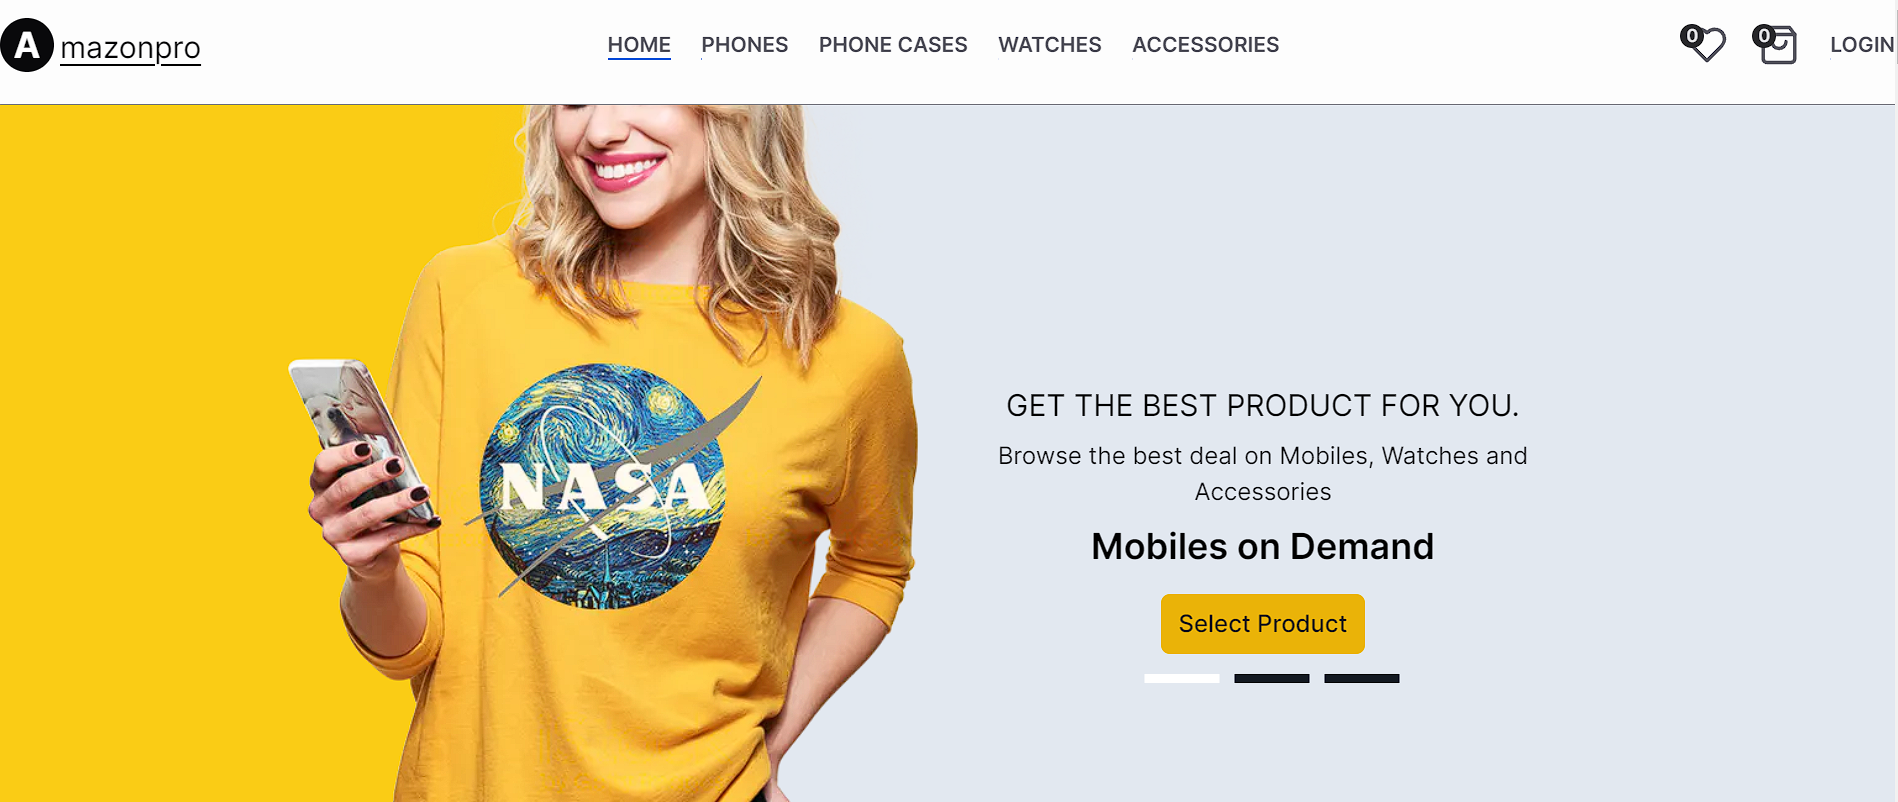 A mazonpro
HOME PHONES PHONE CASES WATCHES ACCESSORIES
0 0 LOGIN
NASA
GET THE BEST PRODUCT FOR YOU.
Browse the best deal on Mobiles, Watches and
Accessories
Mobiles on Demand
Select Product